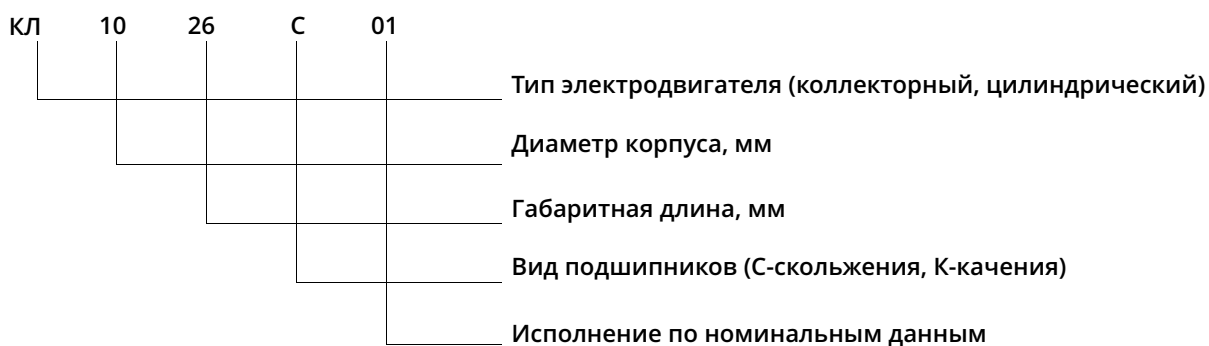 КЛ 10 26 С 01
Тип электродвигателя (коллекторный, цилиндрический)
Диаметр корпуса, мм
Габаритная длина, мм
Вид подшипников (С-скольжения, К-качения)
Исполнение по номинальным данным